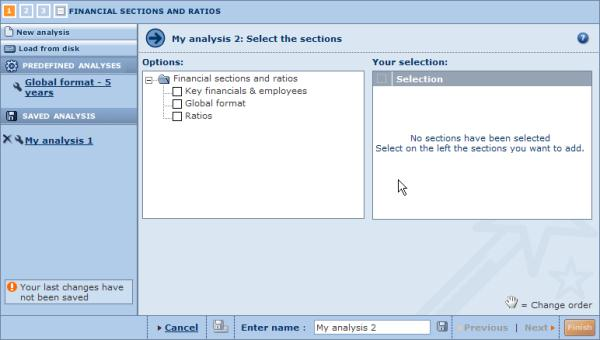 1 2 3 FINANCIAL SECTIONS AND RATIOS
New analysis
Load from disk
PREDEFINED ANALYSES
Global format - 5
years
SAVED ANALYSIS
My analysis 1
Your last changes have
not been saved
My analysis 2: Select the sections
?
Options:
Financial sections and ratios
Key financials & employees
Global format
Ratios
Your selection:
Selection
No sections have been selected
Select on the left the sections you want to add.
= Change order
Cancel
Enter name :
My analysis 2
Previous | Next
Finish